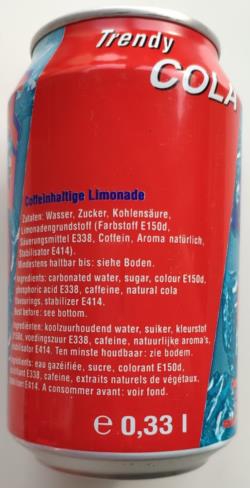 Trendy
COLA
Coffeinhaltige Limonade
Zutaten: Wasser, Zucker, Kohlensäure,
Limonadengrundstoff (Farbstoff E150d,
Säuerungsmittel E338, Coffein, Aroma natürlich,
Stabilisator E414).
Mindestens haltbar bis: siehe Boden.
Ingredients: carbonated water, sugar, colour E150d,
phosphoric acid E338, caffeine, natural cola
flavourings, stabilizer E414.
Best before: see bottom.
Ingrediënten: koolzuurhoudend water, suiker, kleurstof
E150d, voedingszuur E338, cafeine, natuurlijke aroma's,
stabilisator E414. Ten minste houdbaar: zie bodem.
Ingrédients: eau gazéifiée, sucre, colorant E150d,
acidifiant E338, cafeine, extraits naturels de végétaux,
E414. A consommer avant: voir fond.
e 0,33 l